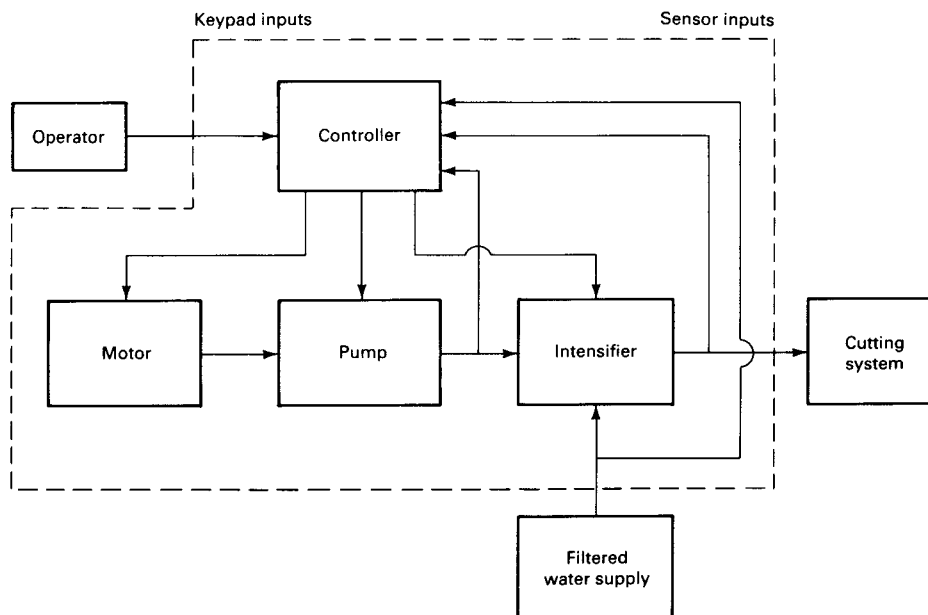 Keypad inputs
Sensor inputs
Operator
Controller
Motor
Pump
Intensifier
Cutting
system
Filtered
water supply